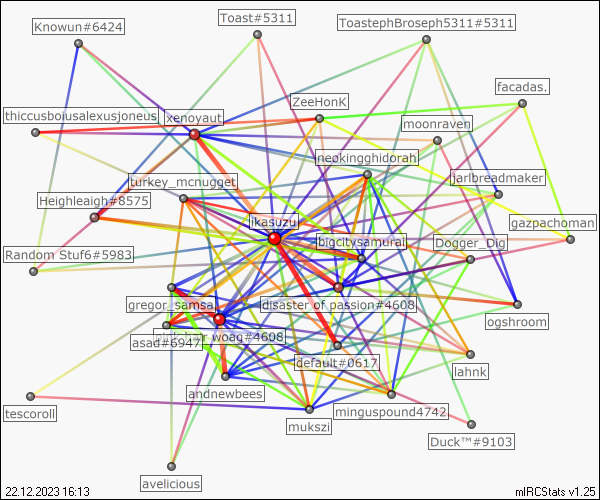 Knowun#6424
Toast#5311
ToastephBroseph5311#5311
facadas.
ZeeHonK
thiccusboiusalexusjoneus
xenoyaut
moonraven
neokingghidorah
turkey_mcnugget
jarlbreadmaker
Heighleaigh#8575
ikasuzu
gazpachoman
bigcitysamurai
Dogger_Dig
Random Stuf6#5983
gregor_samsa
disaster of passion#4608
ogshroom
woag#4608
asad#6947
default#0617
lahnk
andnewbees
minguspound4742
tescoroll
mukszi
Duck™#9103
avelicious
22.12.2023 16:13
mIRCStats v1.25